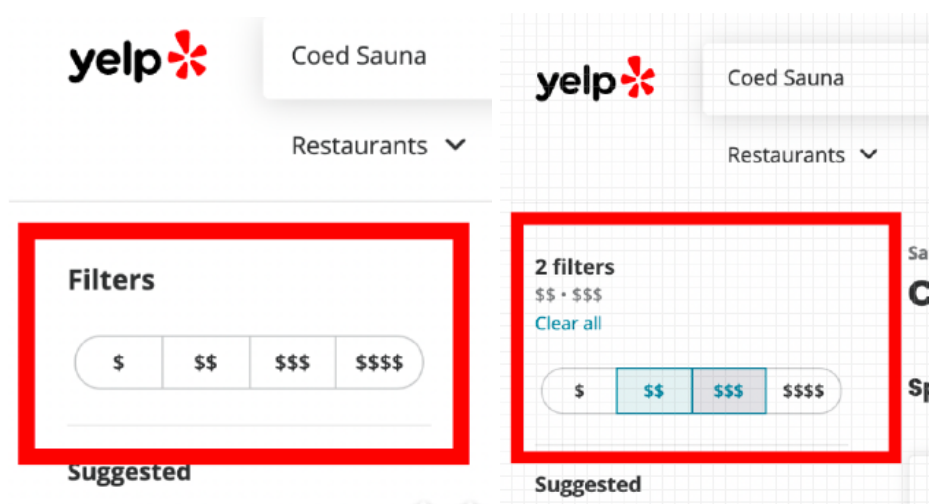 yelp
Coed Sauna
Restaurants
Filters
$ $$ $$$ $$$$
Suggested
yelp
Coed Sauna
Restaurants
2 filters
$$ • $$$
Clear all
$ $$ $$$ $$$$
Suggested